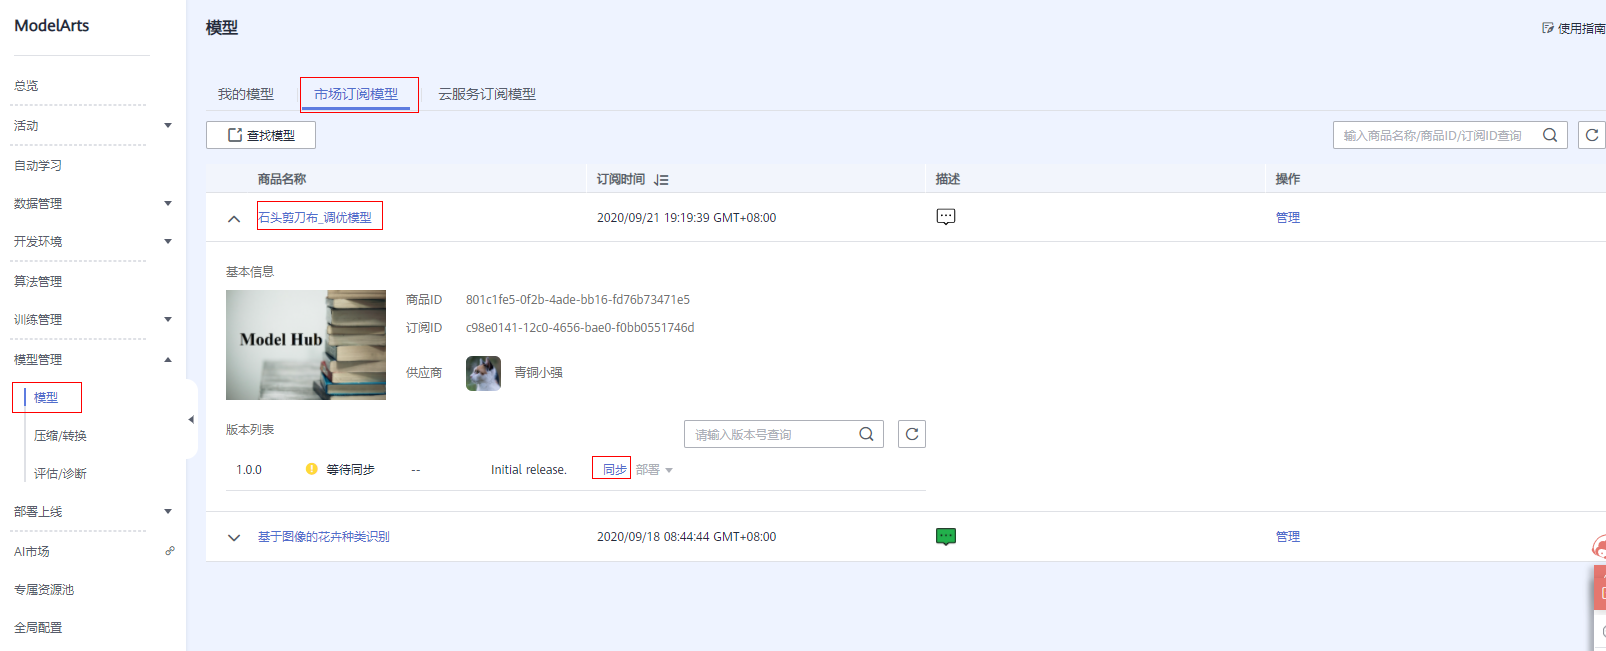 ModelArts
总览
活动
自动学习
数据管理
开发环境
算法管理
训练管理
模型管理
模型
压缩/转换
评估/诊断
部署上线
AI市场
专属资源池
全局配置
模型
使用指南
我的模型 市场订阅模型 云服务订阅模型
查找模型
输入商品名称/商品ID/订阅ID查询
商品名称 订阅时间 描述 操作
石头剪刀布_调优模型 2020/09/21 19:19:39 GMT+08:00 管理
基本信息
Model Hub
商品ID 801c1fe5-0f2b-4ade-bb16-fd76b73471e5
订阅ID c98e0141-12c0-4656-bae0-f0bb0551746d
供应商 青铜小强
版本列表
请输入版本号查询
1.0.0 等待同步 -- Initial release. 同步 部署
基于图像的花卉种类识别 2020/09/18 08:44:44 GMT+08:00 管理